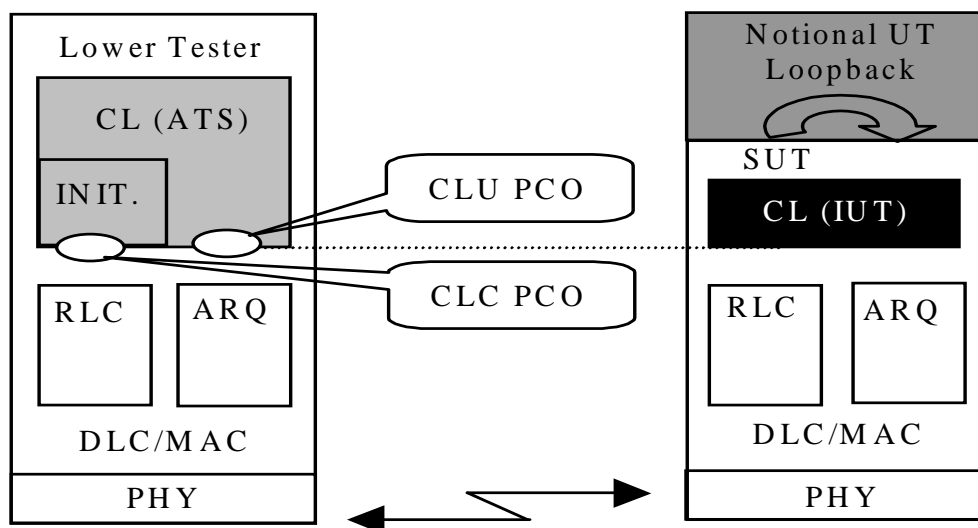 Lower Tester
CL (ATS)
INIT.
RLC
ARQ
DLC/MAC
PHY
CLU PCO
CLC PCO
Notional UT
Loopback
SUT
CL (IUT)
RLC
ARQ
DLC/MAC
PHY